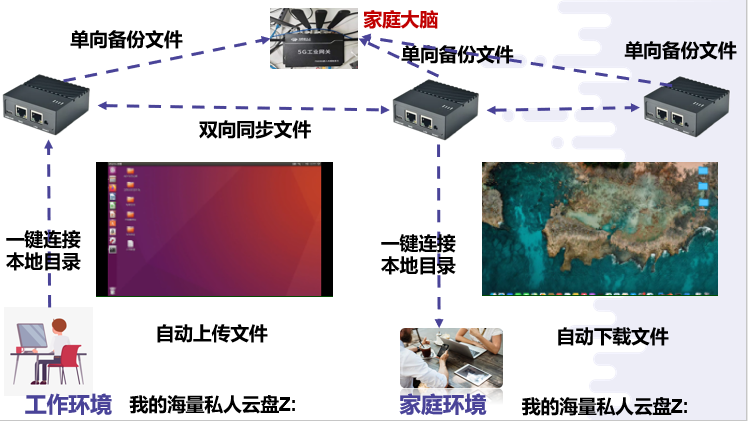 家庭大脑
单向备份文件
5G工业网关
单向备份文件
单向备份文件
双向同步文件
一键连接
本地目录
一键连接
本地目录
自动上传文件
自动下载文件
工作环境
我的海量私人云盘Z:
家庭环境
我的海量私人云盘Z: